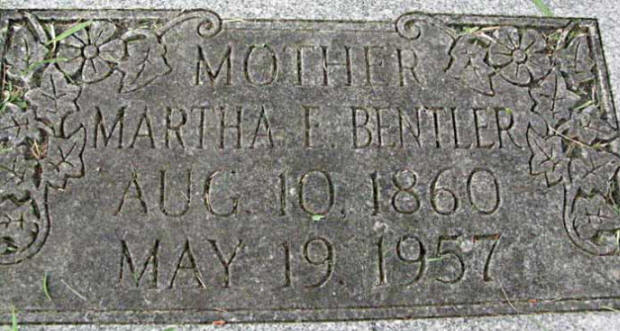 MOTHER
MARTHA E. BENTLER
AUG. 10, 1860
MAY 19, 1957